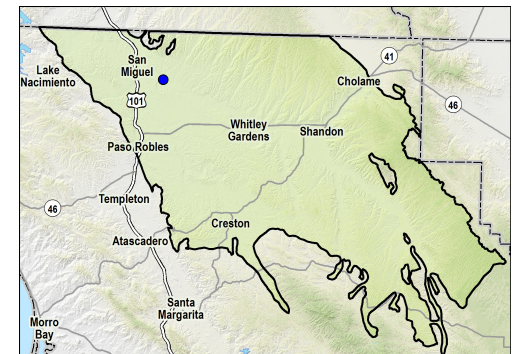 San
Miguel
Lake
Nacimiento
41
Cholame
101
46
Whitley
Gardens
Shandon
Paso Robles
Templeton
46
Creston
Atascadero
Santa
Margarita
Morro
Bay